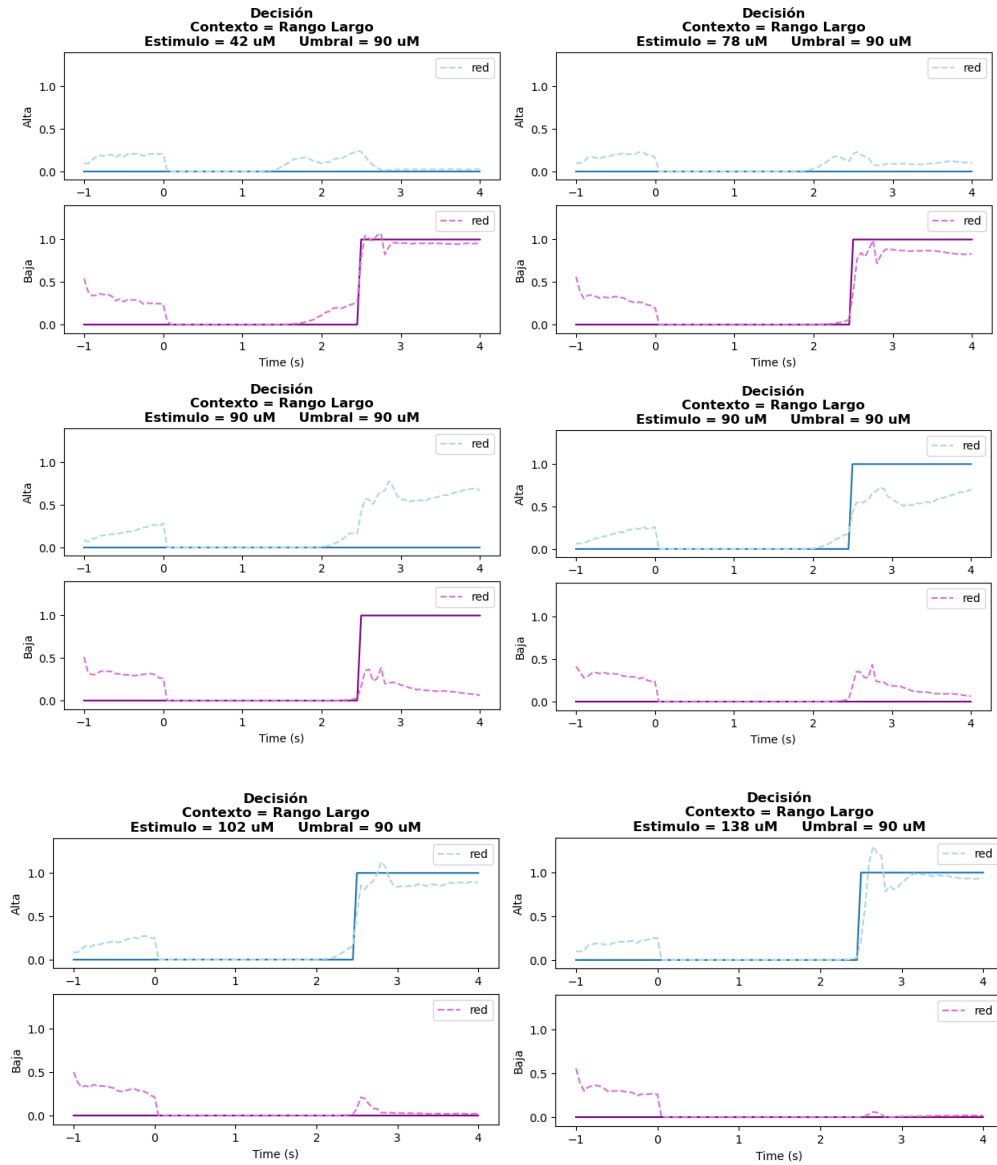 Decisión
Contexto = Rango Largo
Estimulo = 42 uM Umbral = 90 uM
red
Alta
1.0
0.5
0.0
−1 0 1 2 3 4
red
Baja
1.0
0.5
0.0
−1 0 1 2 3 4
Time (s)
Decisión
Contexto = Rango Largo
Estimulo = 78 uM Umbral = 90 uM
red
Alta
1.0
0.5
0.0
−1 0 1 2 3 4
red
Baja
1.0
0.5
0.0
−1 0 1 2 3 4
Time (s)
Decisión
Contexto = Rango Largo
Estimulo = 90 uM Umbral = 90 uM
red
Alta
1.0
0.5
0.0
−1 0 1 2 3 4
red
Baja
1.0
0.5
0.0
−1 0 1 2 3 4
Time (s)
Decisión
Contexto = Rango Largo
Estimulo = 90 uM Umbral = 90 uM
red
Alta
1.0
0.5
0.0
−1 0 1 2 3 4
red
Baja
1.0
0.5
0.0
−1 0 1 2 3 4
Time (s)
Decisión
Contexto = Rango Largo
Estimulo = 102 uM Umbral = 90 uM
red
Alta
1.0
0.5
0.0
−1 0 1 2 3 4
red
Baja
1.0
0.5
0.0
−1 0 1 2 3 4
Time (s)
Decisión
Contexto = Rango Largo
Estimulo = 138 uM Umbral = 90 uM
red
Alta
1.0
0.5
0.0
−1 0 1 2 3 4
red
Baja
1.0
0.5
0.0
−1 0 1 2 3 4
Time (s)